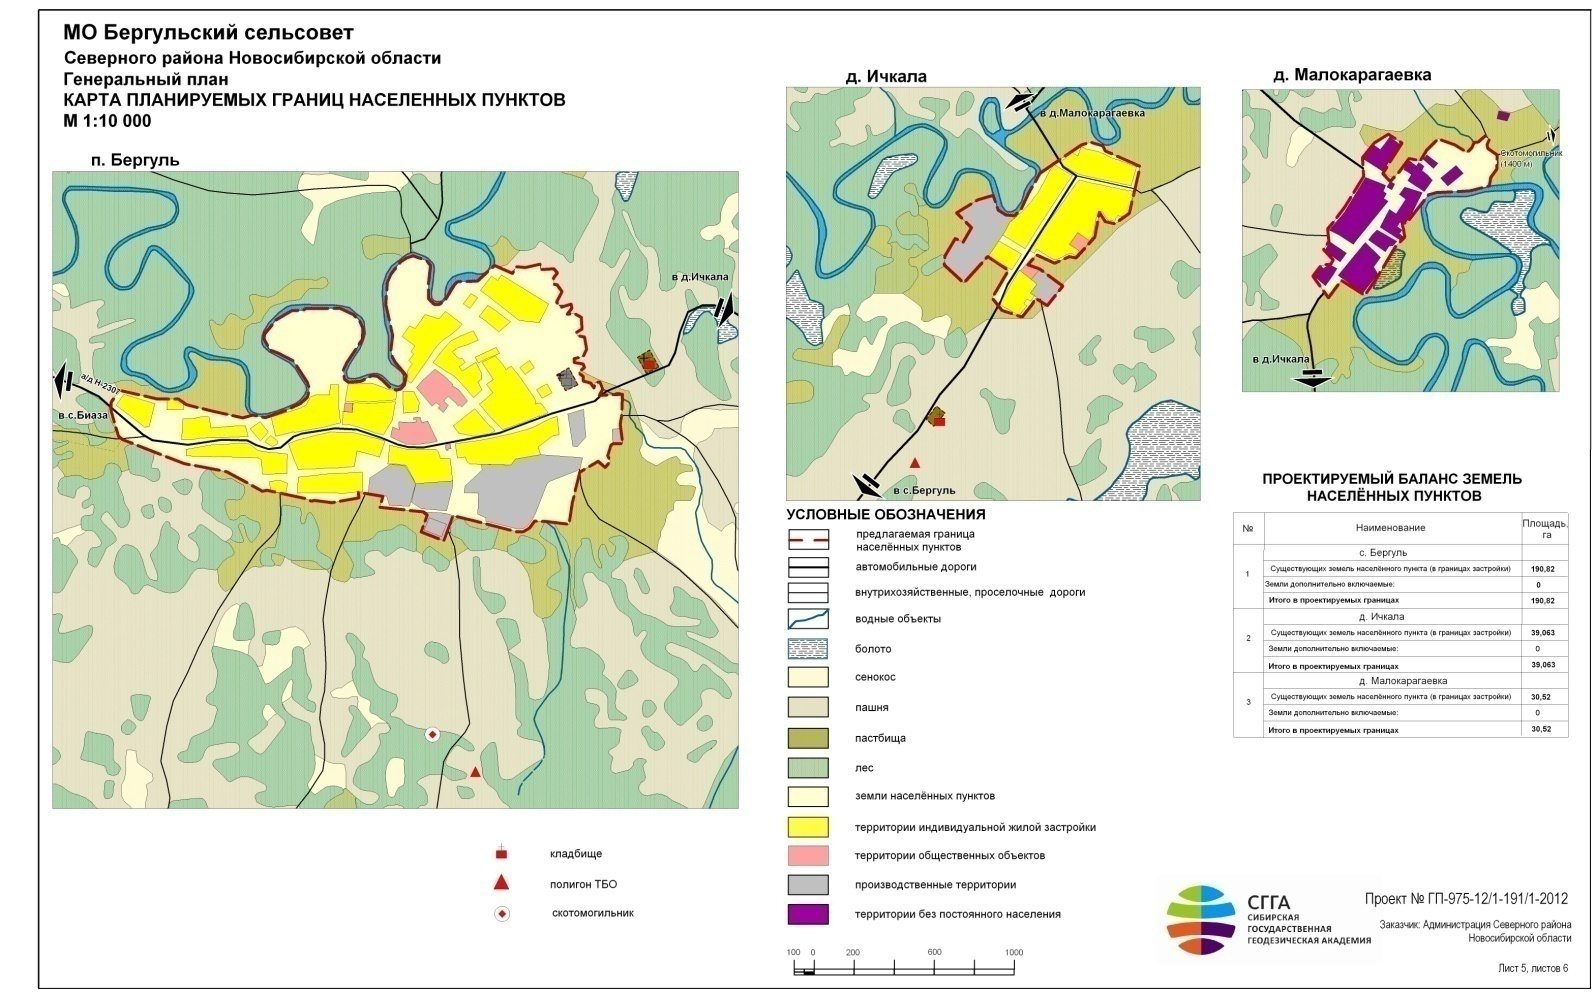 МО Бергульский сельсовет
Северного района Новосибирской области
Генеральный план
КАРТА ПЛАНИРУЕМЫХ ГРАНИЦ НАСЕЛЕННЫХ ПУНКТОВ
М 1:10 000
п. Бергуль
в д.Ичкала
а/д Н-2307
в с.Биаза
д. Ичкала
в д.Малокарагаевка
в с.Бергуль
д. Малокарагаевка
Скотомогильник
(1400 м)
в д.Ичкала
кладбище
полигон ТБО
скотомогильник
УСЛОВНЫЕ ОБОЗНАЧЕНИЯ
предлагаемая граница
населённых пунктов
автомобильные дороги
внутрихозяйственные, проселочные дороги
водные объекты
болото
сенокос
пашня
пастбища
лес
земли населённых пунктов
территории индивидуальной жилой застройки
территории общественных объектов
производственные территории
территории без постоянного населения
100 0 200 600 1000
ПРОЕКТИРУЕМЫЙ БАЛАНС ЗЕМЕЛЬ
НАСЕЛЁННЫХ ПУНКТОВ
№ Наименование Площадь, га
с. Бергуль
1 Существующих земель населённого пункта (в границах застройки) 190,82
Земли дополнительно включаемые: 0
Итого в проектируемых границах 190,82
д. Ичкала
2 Существующих земель населённого пункта (в границах застройки) 39,063
Земли дополнительно включаемые: 0
Итого в проектируемых границах 39,063
д. Малокарагаевка
3 Существующих земель населённого пункта (в границах застройки) 30,52
Земли дополнительно включаемые: 0
Итого в проектируемых границах 30,52
СГГА
СИБИРСКАЯ
ГОСУДАРСТВЕННАЯ
ГЕОДЕЗИЧЕСКАЯ АКАДЕМИЯ
Проект № ГП-975-12/1-191/1-2012
Заказчик: Администрация Северного района
Новосибирской области
Лист 5, листов 6